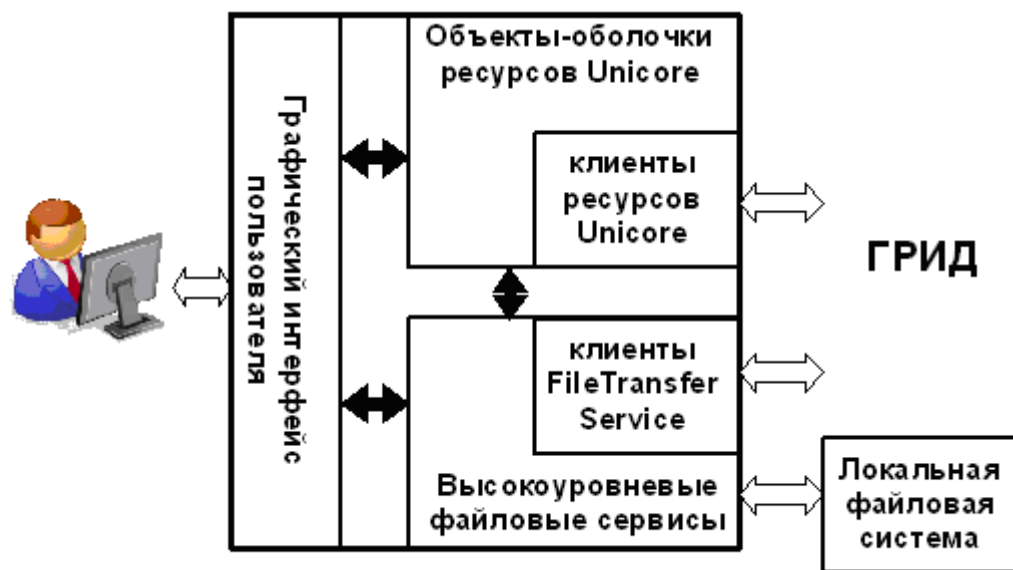 Графический интерфейс
пользователя
Объекты-оболочки
ресурсов Unicore
клиенты
ресурсов
Unicore
ГРИД
клиенты
FileTransfer
Service
Высокоуровневые
файловые сервисы
Локальная
файловая
система